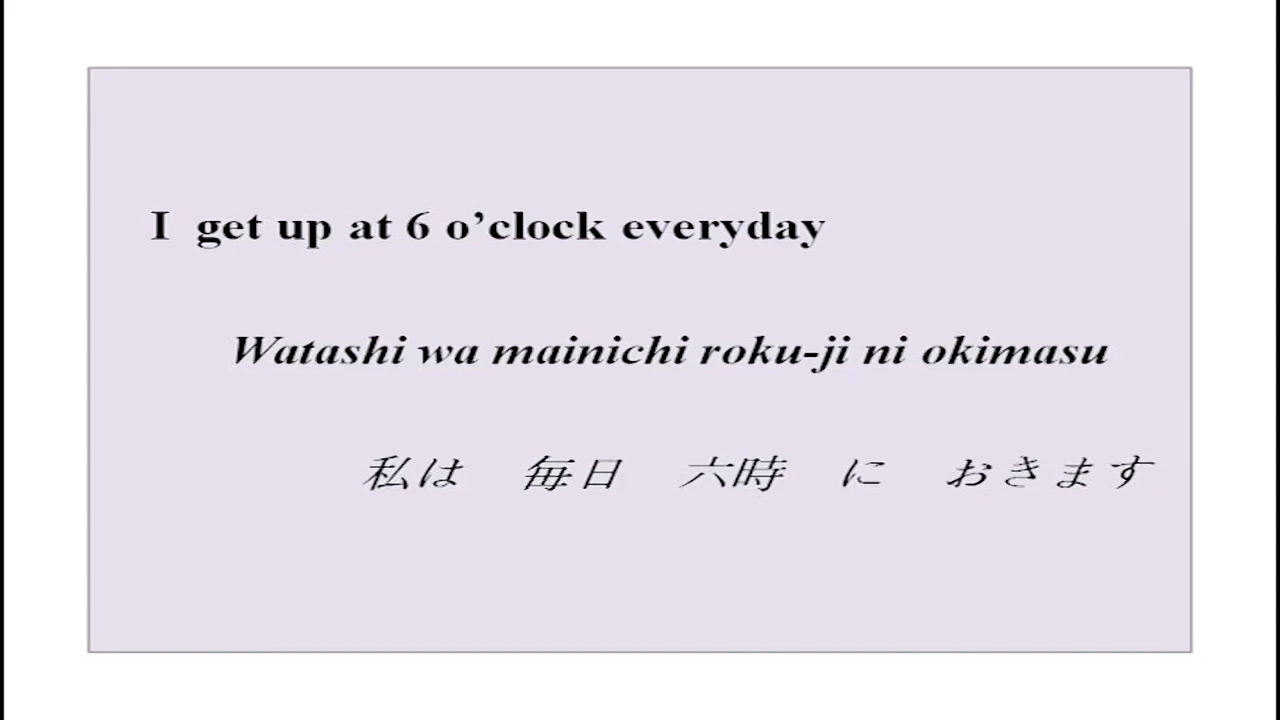 I get up at 6 o’clock everyday
Watashi wa mainichi roku-ji ni okimasu
私は 毎日 六時 に おきます